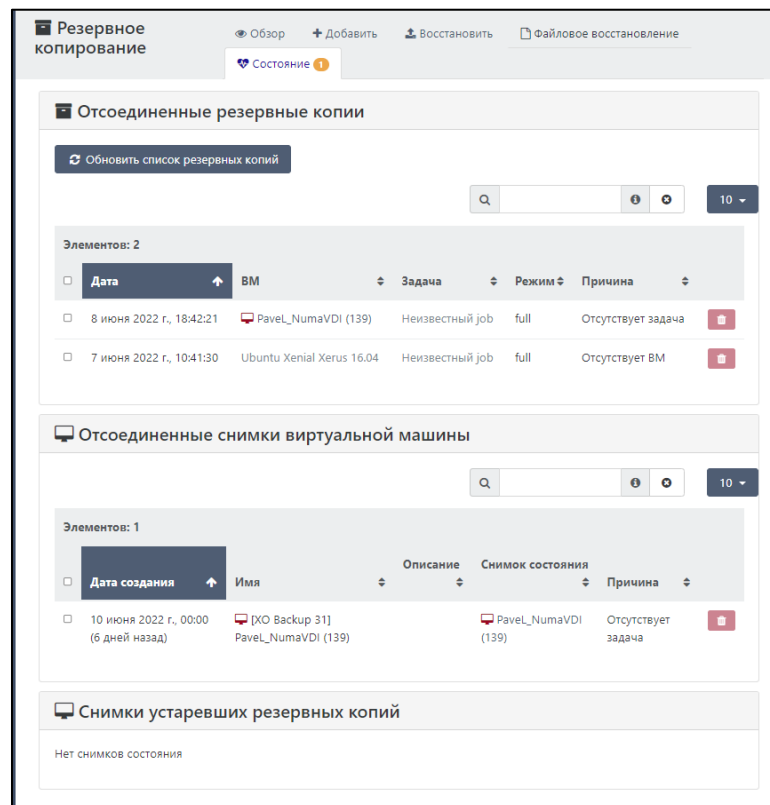 Резервное копирование
Обзор Добавить Восстановить Файловое восстановление
Состояние 1
Отсоединенные резервные копии
Обновить список резервных копий
10
Элементов: 2
Дата ВМ Задача Режим Причина
8 июня 2022 г., 18:42:21 PaveL_NumaVDI (139) Неизвестный job full Отсутствует задача
7 июня 2022 г., 10:41:30 Ubuntu Xenial Xerus 16.04 Неизвестный job full Отсутствует ВМ
Отсоединенные снимки виртуальной машины
10
Элементов: 1
Дата создания Имя Описание Снимок состояния Причина
10 июня 2022 г., 00:00 [XO Backup 31] PaveL_NumaVDI Отсутствует
(6 дней назад) PaveL_NumaVDI (139) (139) задача
Снимки устаревших резервных копий
Нет снимков состояния